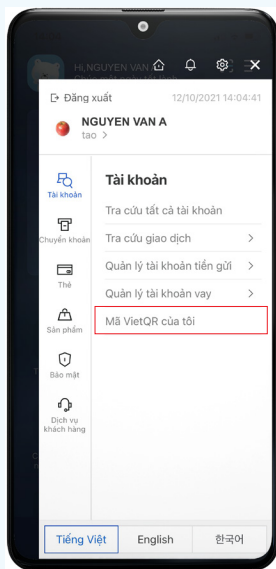 Hi, NGUYEN VAN A
Đăng xuất
12/10/2021 14:04:41
NGUYEN VAN A
tao >
Tài khoản
Tài khoản
Tra cứu tất cả tài khoản
Chuyển khoản
Tra cứu giao dịch >
Quản lý tài khoản tiền gửi >
Thẻ
Quản lý tài khoản vay >
Sản phẩm
Mã VietQR của tôi
Bảo mật
Dịch vụ
khách hàng
Tiếng Việt
English
한국어